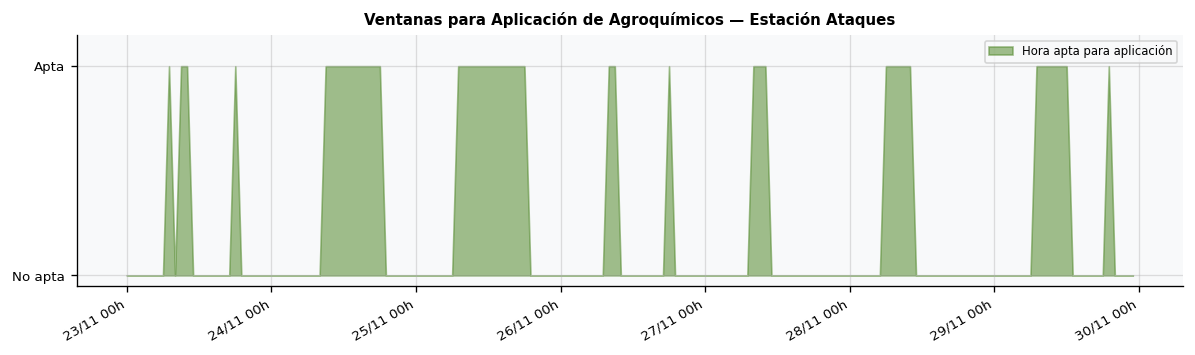 Ventanas para Aplicación de Agroquímicos — Estación Ataques
Hora apta para aplicación
Apta
No apta
23/11 00h
24/11 00h
25/11 00h
26/11 00h
27/11 00h
28/11 00h
29/11 00h
30/11 00h